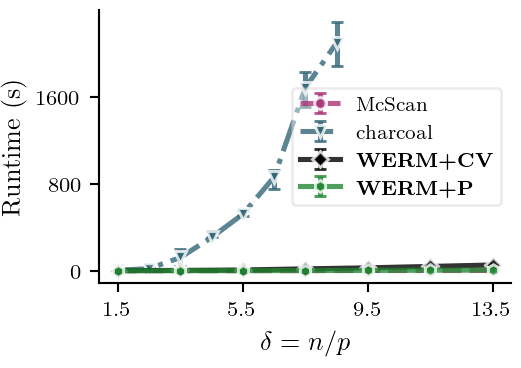 Runtime (s)
1600
800
0
McScan
charcoal
WERM+CV
WERM+P
1.5 5.5 9.5 13.5
δ = n/p